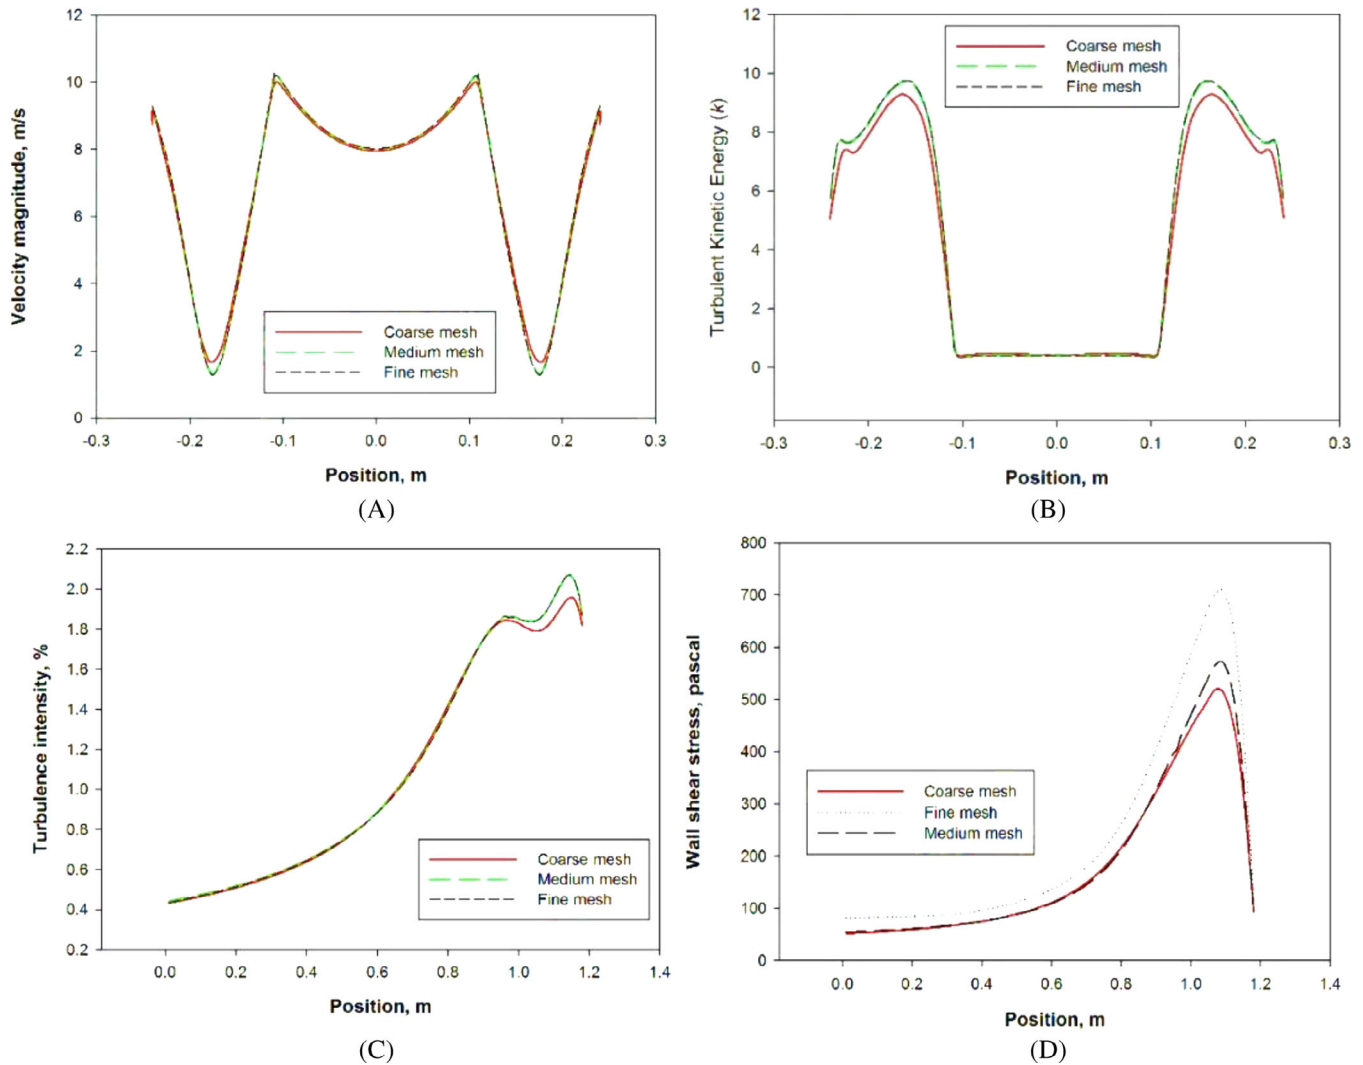 12
10
8
6
4
2
0
Velocity magnitude, m/s
Coarse mesh
Medium mesh
Fine mesh
-0.3 -0.2 -0.1 0.0 0.1 0.2 0.3
Position, m
(A)
12
10
8
6
4
2
0
Turbulent Kinetic Energy (k)
Coarse mesh
Medium mesh
Fine mesh
-0.3 -0.2 -0.1 0.0 0.1 0.2 0.3
Position, m
(B)
2.2
2.0
1.8
1.6
1.4
1.2
1.0
0.8
0.6
0.4
0.2
Turbulence intensity, %
Coarse mesh
Medium mesh
Fine mesh
0.0 0.2 0.4 0.6 0.8 1.0 1.2 1.4
Position, m
(C)
800
700
600
500
400
300
200
100
0
Wall shear stress, pascal
Coarse mesh
Fine mesh
Medium mesh
0.0 0.2 0.4 0.6 0.8 1.0 1.2 1.4
Position, m
(D)